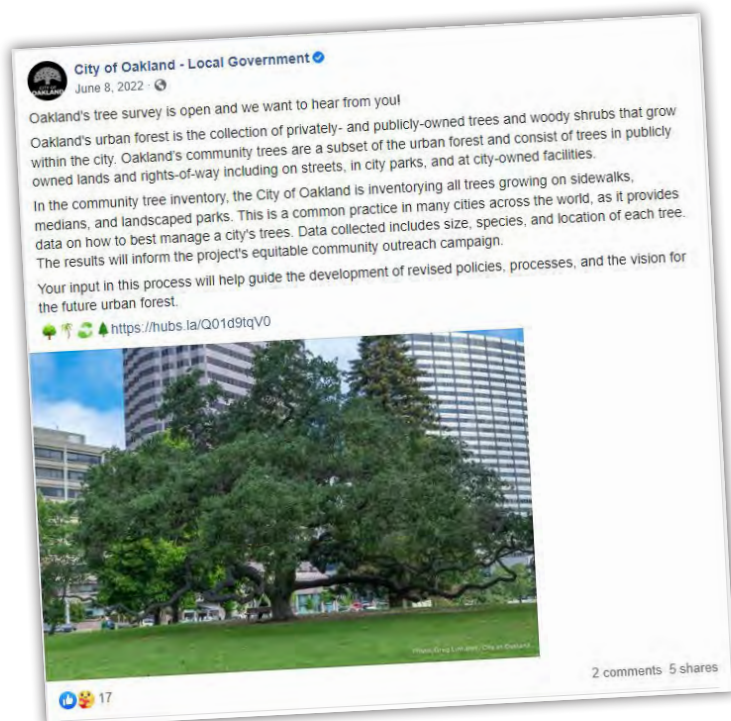 City of Oakland - Local Government
June 8, 2022 ·
Oakland's tree survey is open and we want to hear from you!
Oakland's urban forest is the collection of privately- and publicly-owned trees and woody shrubs that grow
within the city. Oakland's community trees are a subset of the urban forest and consist of trees in publicly
owned lands and rights-of-way including on streets, in city parks, and at city-owned facilities.
In the community tree inventory, the City of Oakland is inventorying all trees growing on sidewalks,
medians, and landscaped parks. This is a common practice in many cities across the world, as it provides
data on how to best manage a city's trees. Data collected includes size, species, and location of each tree.
The results will inform the project's equitable community outreach campaign.
Your input in this process will help guide the development of revised policies, processes, and the vision for
the future urban forest.
🌳🌴♻️🌲https://hubs.la/Q01d9tqV0
City of Oakland
17
2 comments 5 shares